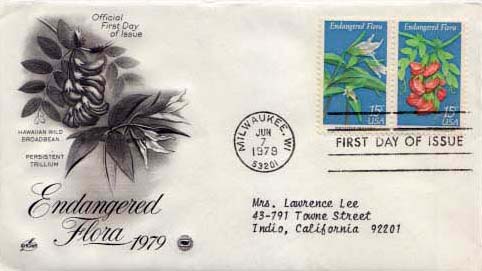 Official
First Day
of Issue
HAWAIIAN WILD
BROADBEAN
PERSISTENT
TRILLIUM
Endangered
Flora 1979
Endangered Flora
15¢
USA
Endangered Flora
15¢
USA
MILWAUKEE, WI
JUN
7
1979
53201
FIRST DAY OF ISSUE
Mrs. Lawrence Lee
43-791 Towne Street
Indio, California 92201